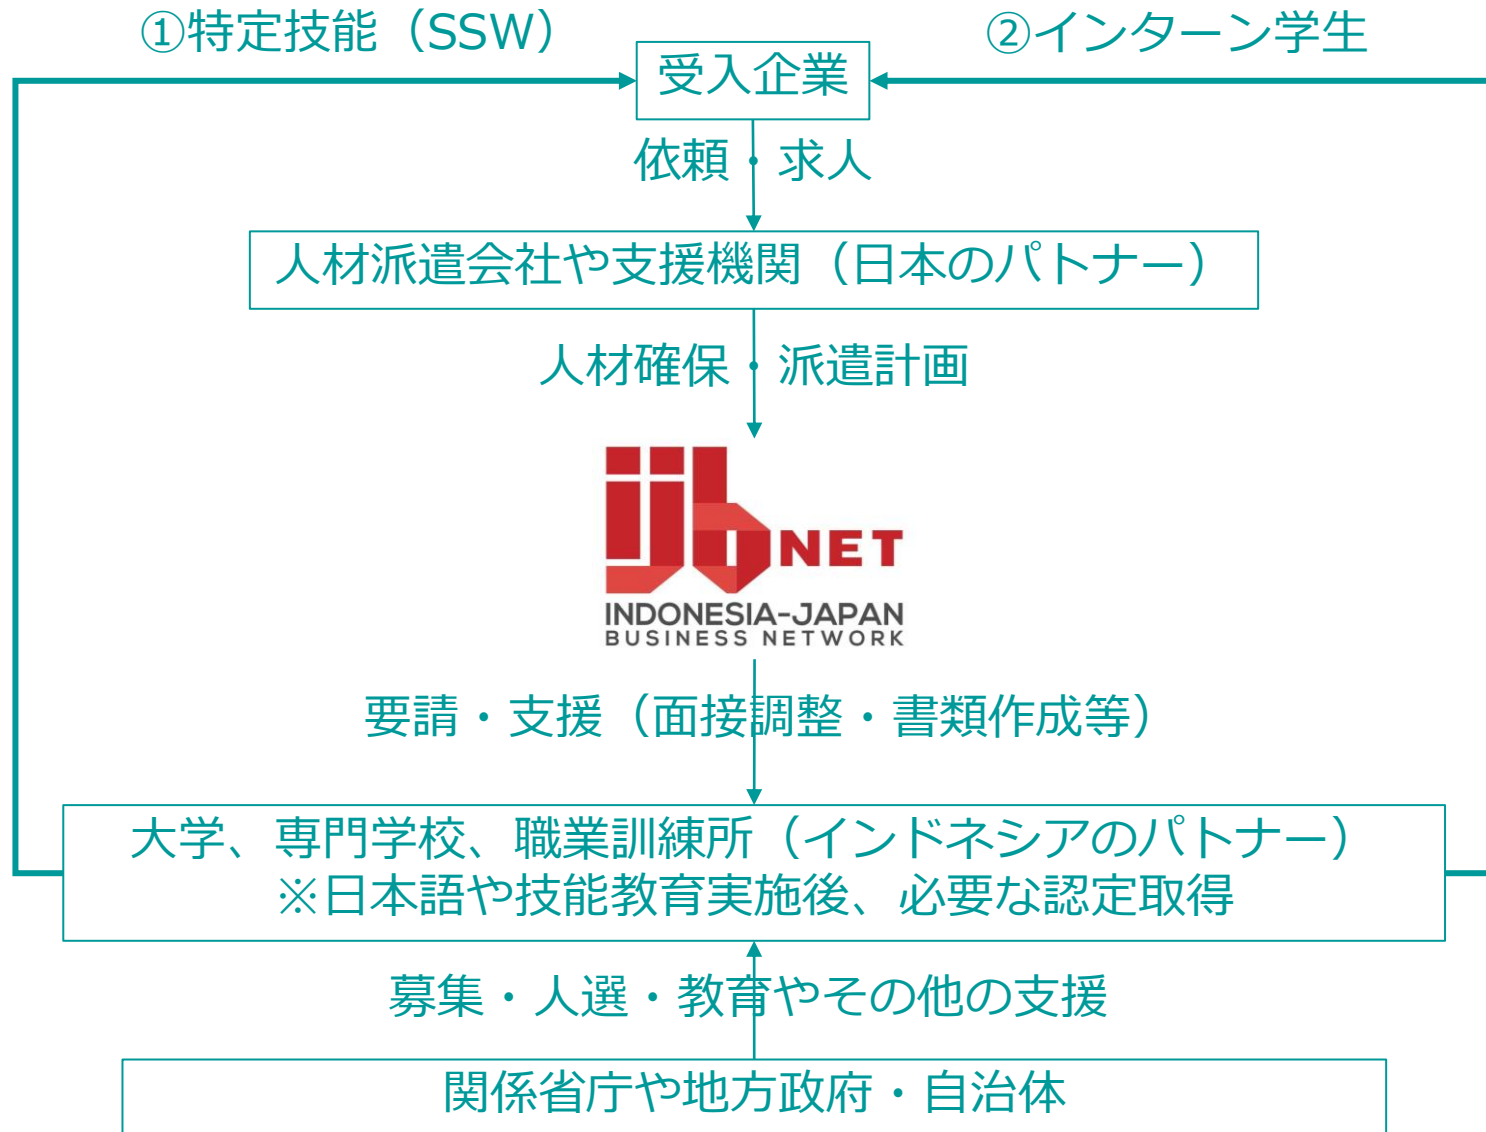 ①特定技能（SSW）
②インターン学生
受入企業
依頼・求人
人材派遣会社や支援機関（日本のパトナー）
人材確保・派遣計画
ijb NET
INDONESIA-JAPAN
BUSINESS NETWORK
要請・支援（面接調整・書類作成等）
大学、専門学校、職業訓練所（インドネシアのパトナー）
※日本語や技能教育実施後、必要な認定取得
募集・人選・教育やその他の支援
関係省庁や地方政府・自治体